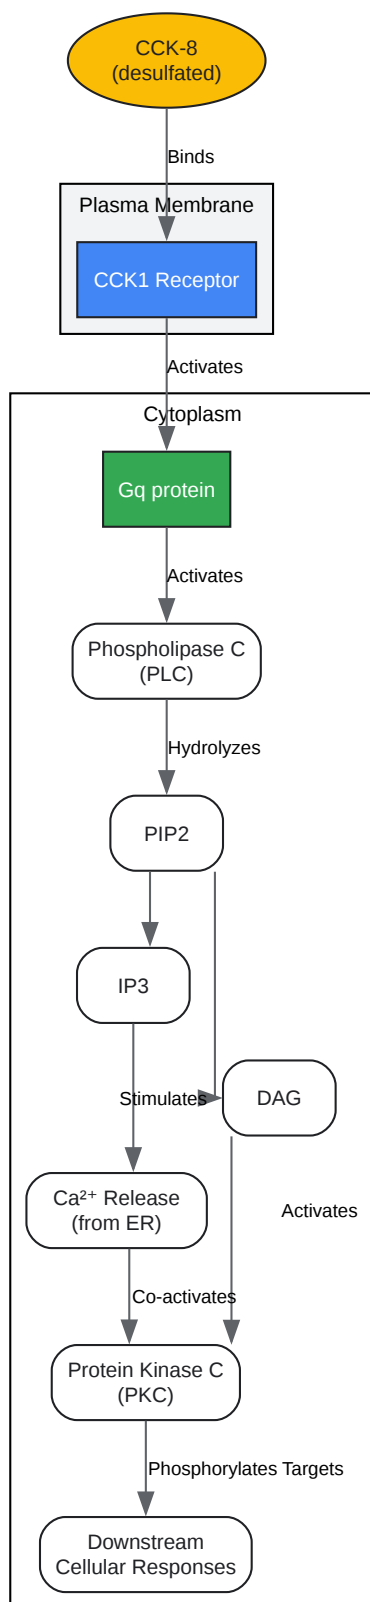 CCK-8
(desulfated)
Binds
Plasma Membrane
CCK1 Receptor
Activates
Cytoplasm
Gq protein
Activates
Phospholipase C
(PLC)
Hydrolyzes
PIP2
IP3
Stimulates
DAG
Ca²⁺ Release
(from ER)
Activates
Co-activates
Protein Kinase C
(PKC)
Phosphorylates Targets
Downstream
Cellular Responses